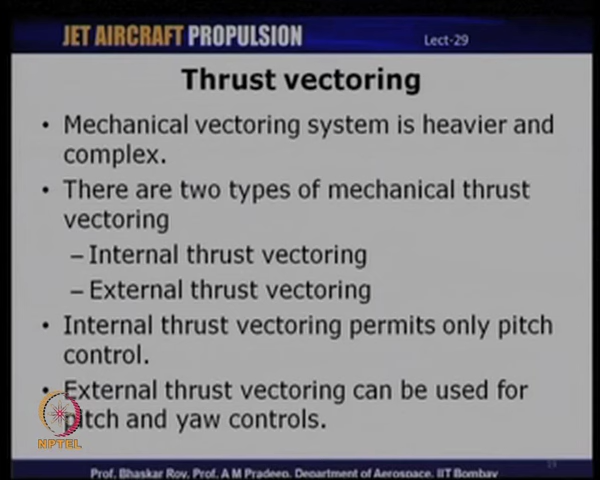 JET AIRCRAFT PROPULSION
Lect-29
Thrust vectoring
• Mechanical vectoring system is heavier and
complex.
• There are two types of mechanical thrust
vectoring
– Internal thrust vectoring
– External thrust vectoring
• Internal thrust vectoring permits only pitch
control.
• External thrust vectoring can be used for
pitch and yaw controls.
NPTEL
19
Prof. Bhaskar Roy, Prof. A M Pradeep, Department of Aerospace, IIT Bombay